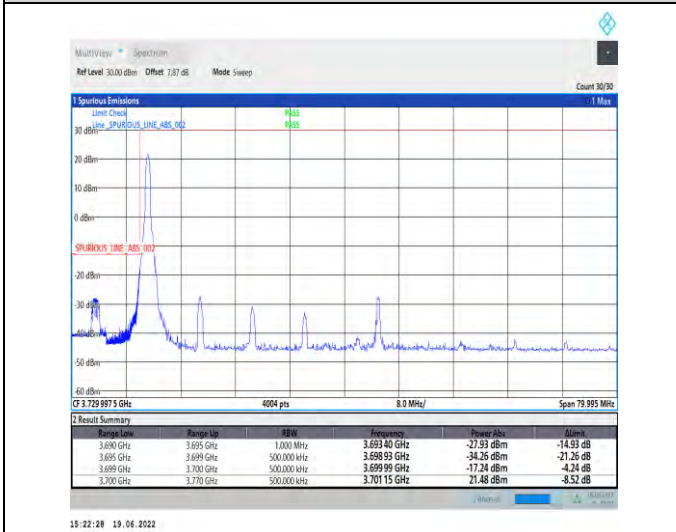 MultiView Spectrum
Ref Level 30.00 dBm Offset 7.87 dB Mode Sweep
Count 30/30
1 Spurious Emissions 1 Max
Limit Check PASS
Line _SPURIOUS_LINE_ABS_002 PASS
30 dBm
20 dBm
10 dBm
0 dBm
_SPURIOUS_LINE_ABS_002
-20 dBm
-30 dBm
-40 dBm
-50 dBm
-60 dBm
CF 3.729 997 5 GHz 4004 pts 8.0 MHz/ Span 79.995 MHz
2 Result Summary
Range Low Range Up RBW Frequency Power Abs ΔLimit
3.690 GHz 3.695 GHz 1.000 MHz 3.693 40 GHz -27.93 dBm -14.93 dB
3.695 GHz 3.699 GHz 500.000 kHz 3.698 93 GHz -34.26 dBm -21.26 dB
3.699 GHz 3.700 GHz 500.000 kHz 3.699 99 GHz -17.24 dBm -4.24 dB
3.700 GHz 3.770 GHz 500.000 kHz 3.701 15 GHz 21.48 dBm -8.52 dB
15:22:28 19.06.2022